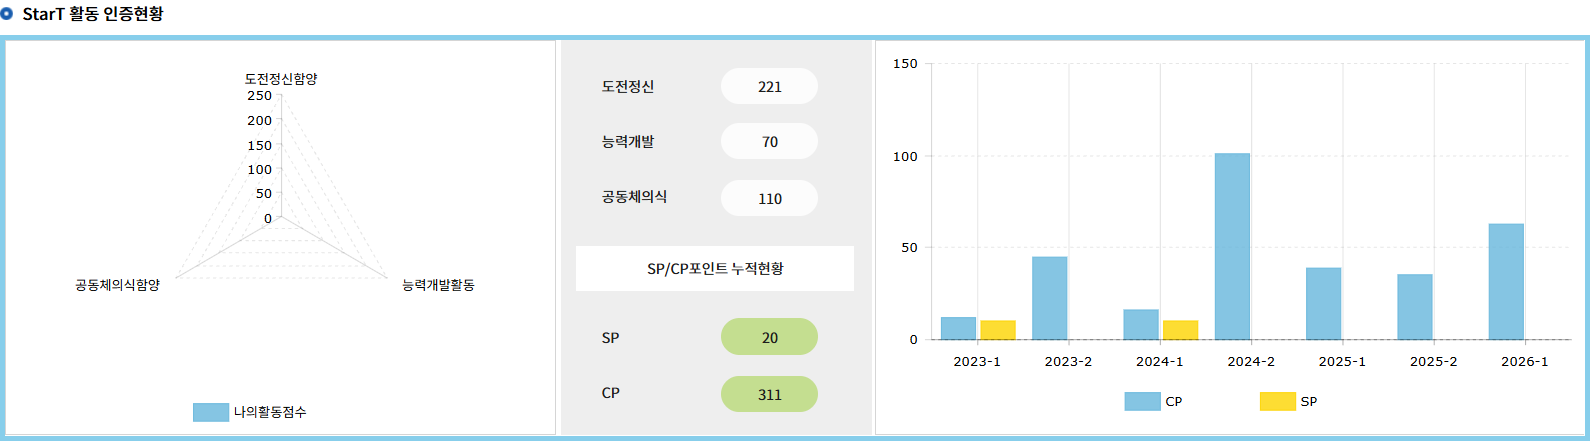 StarT 활동 인증현황
도전정신함양
250
200
150
100
50
0
공동체의식함양
능력개발활동
나의활동점수
도전정신 221
능력개발 70
공동체의식 110
SP/CP포인트 누적현황
SP 20
CP 311
150
100
50
0
2023-1 2023-2 2024-1 2024-2 2025-1 2025-2 2026-1
CP SP